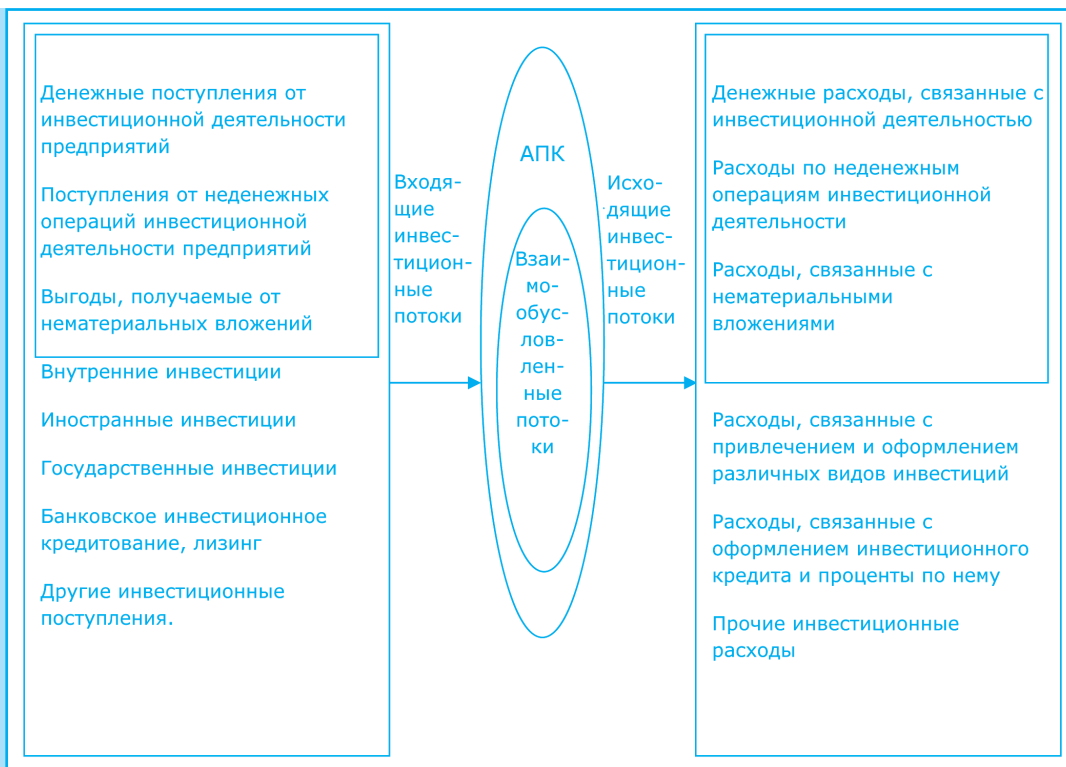 Денежные поступления от
инвестиционной деятельности
предприятий
Поступления от неденежных
операций инвестиционной
деятельности предприятий
Выгоды, получаемые от
нематериальных вложений
Внутренние инвестиции
Иностранные инвестиции
Государственные инвестиции
Банковское инвестиционное
кредитование, лизинг
Другие инвестиционные
поступления.
Входя-
щие
инвес-
тицион-
ные
потоки
АПК
Взаи-
мо-
обус-
лов-
лен-
ные
пото-
ки
Исхо-
дящие
инвес-
тицион-
ные
потоки
Денежные расходы, связанные с
инвестиционной деятельностью
Расходы по неденежным
операциям инвестиционной
деятельности
Расходы, связанные с
нематериальными
вложениями
Расходы, связанные с
привлечением и оформлением
различных видов инвестиций
Расходы, связанные с
оформлением инвестиционного
кредита и проценты по нему
Прочие инвестиционные
расходы